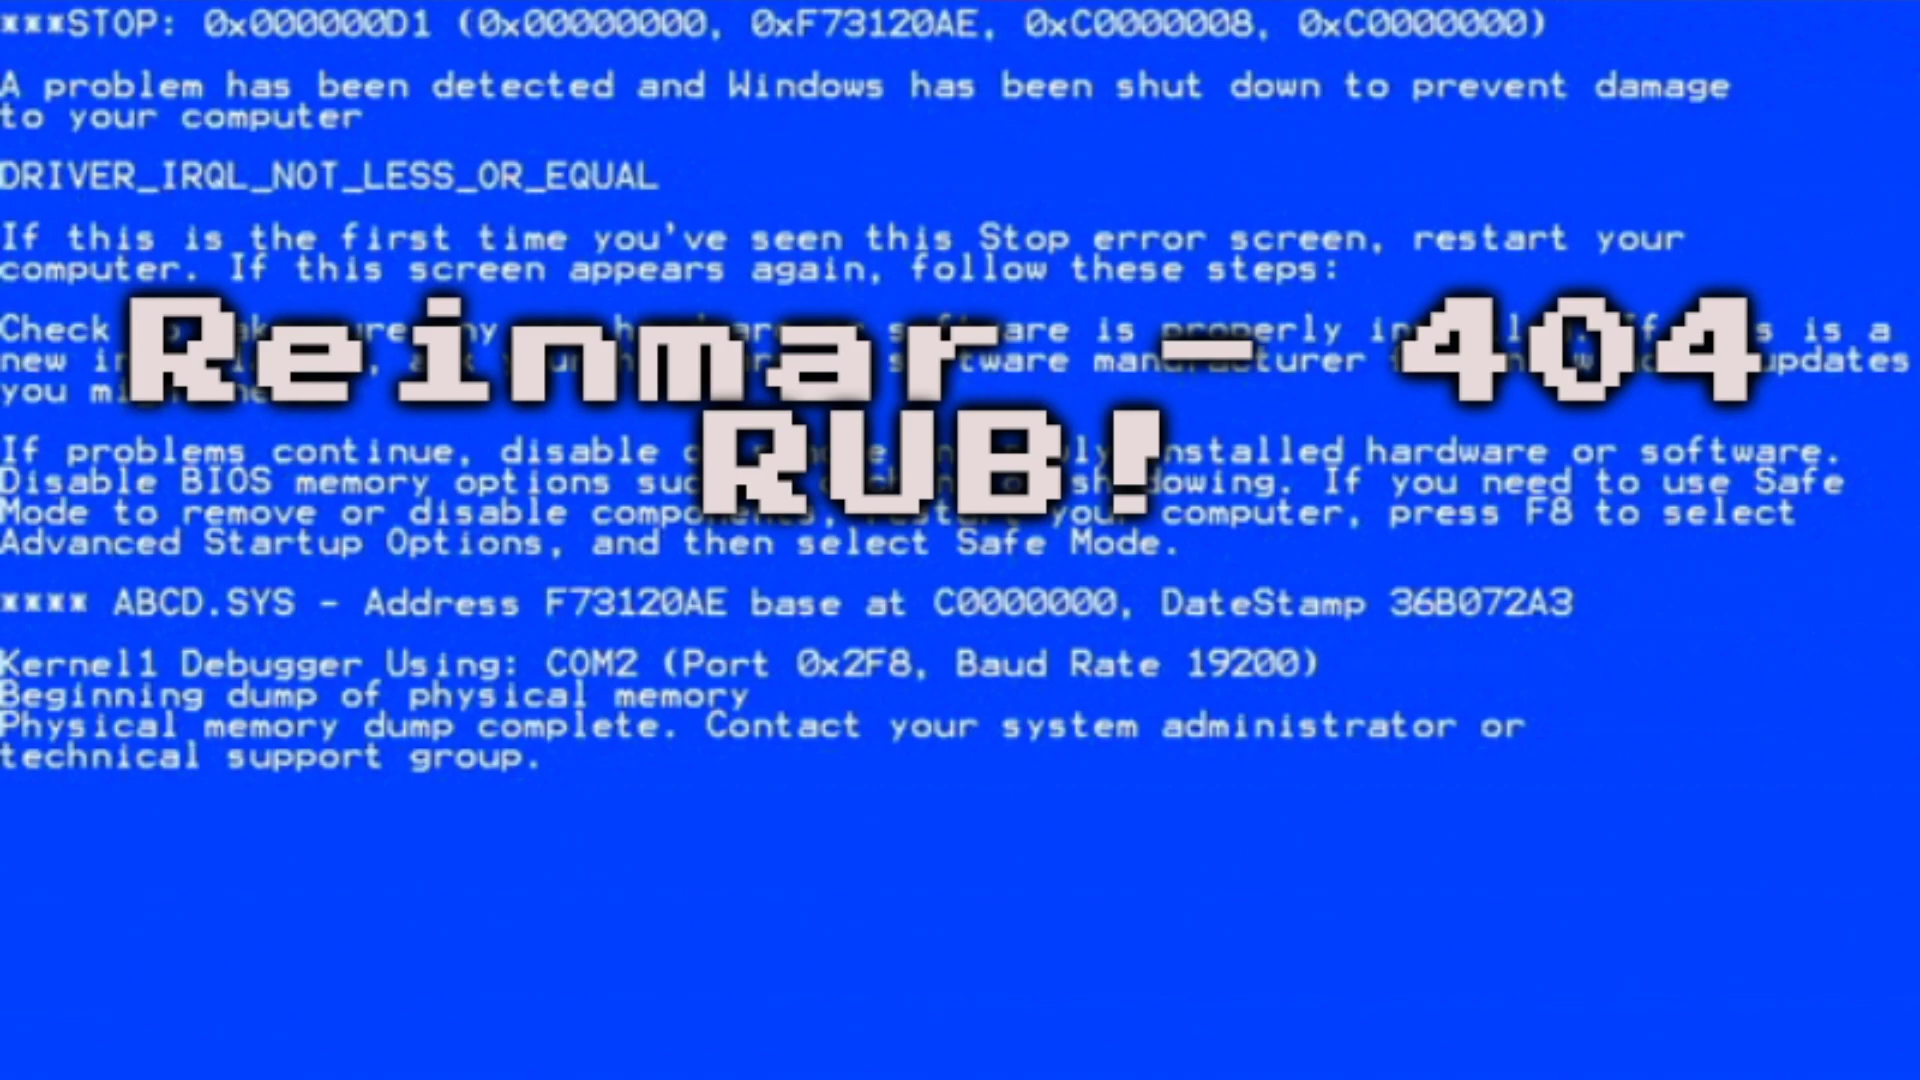 ***STOP: 0x000000D1 (0x00000000, 0xF73120AE, 0xC0000008, 0xC0000000)
A problem has been detected and Windows has been shut down to prevent damage
to your computer
DRIVER_IRQL_NOT_LESS_OR_EQUAL
If this is the first time you've seen this Stop error screen, restart your
computer. If this screen appears again, follow these steps:
Reinmar - 404
RUB!
Check is properly is a
new manufacturer updates
you
If problems continue, disable installed hardware or software.
Disable BIOS memory options If you need to use Safe
Mode to remove or disable components, restart your computer, press F8 to select
Advanced Startup Options, and then select Safe Mode.
**** ABCD.SYS - Address F73120AE base at C0000000, DateStamp 36B072A3
Kernel1 Debugger Using: COM2 (Port 0x2F8, Baud Rate 19200)
Beginning dump of physical memory
Physical memory dump complete. Contact your system administrator or
technical support group.